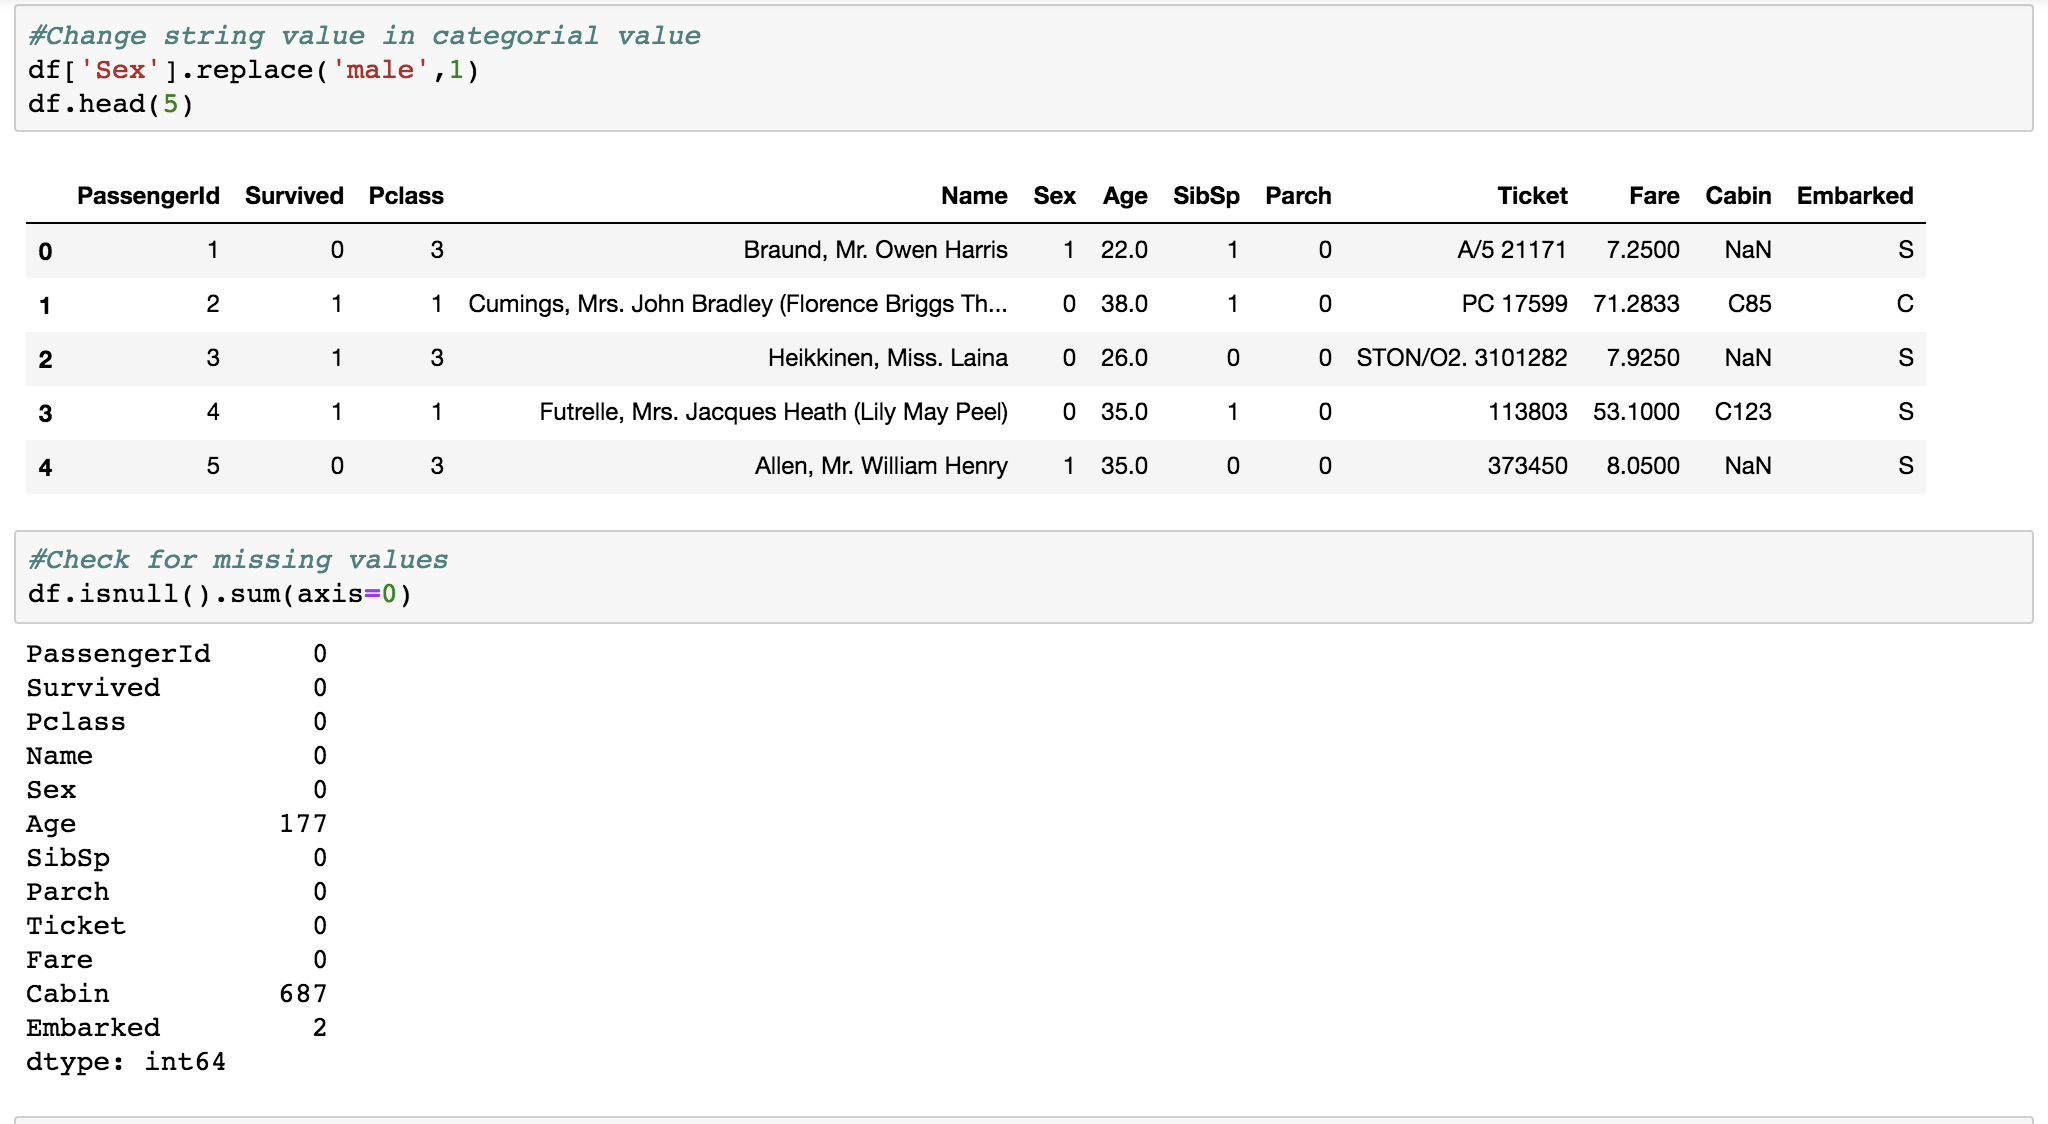 #Change string value in categorial value
df['Sex'].replace('male',1)
df.head(5)
PassengerId Survived Pclass Name Sex Age SibSp Parch Ticket Fare Cabin Embarked
0 1 0 3 Braund, Mr. Owen Harris 1 22.0 1 0 A/5 21171 7.2500 NaN S
1 2 1 1 Cumings, Mrs. John Bradley (Florence Briggs Th... 0 38.0 1 0 PC 17599 71.2833 C85 C
2 3 1 3 Heikkinen, Miss. Laina 0 26.0 0 0 STON/O2. 3101282 7.9250 NaN S
3 4 1 1 Futrelle, Mrs. Jacques Heath (Lily May Peel) 0 35.0 1 0 113803 53.1000 C123 S
4 5 0 3 Allen, Mr. William Henry 1 35.0 0 0 373450 8.0500 NaN S
#Check for missing values
df.isnull().sum(axis=0)
PassengerId 0
Survived 0
Pclass 0
Name 0
Sex 0
Age 177
SibSp 0
Parch 0
Ticket 0
Fare 0
Cabin 687
Embarked 2
dtype: int64